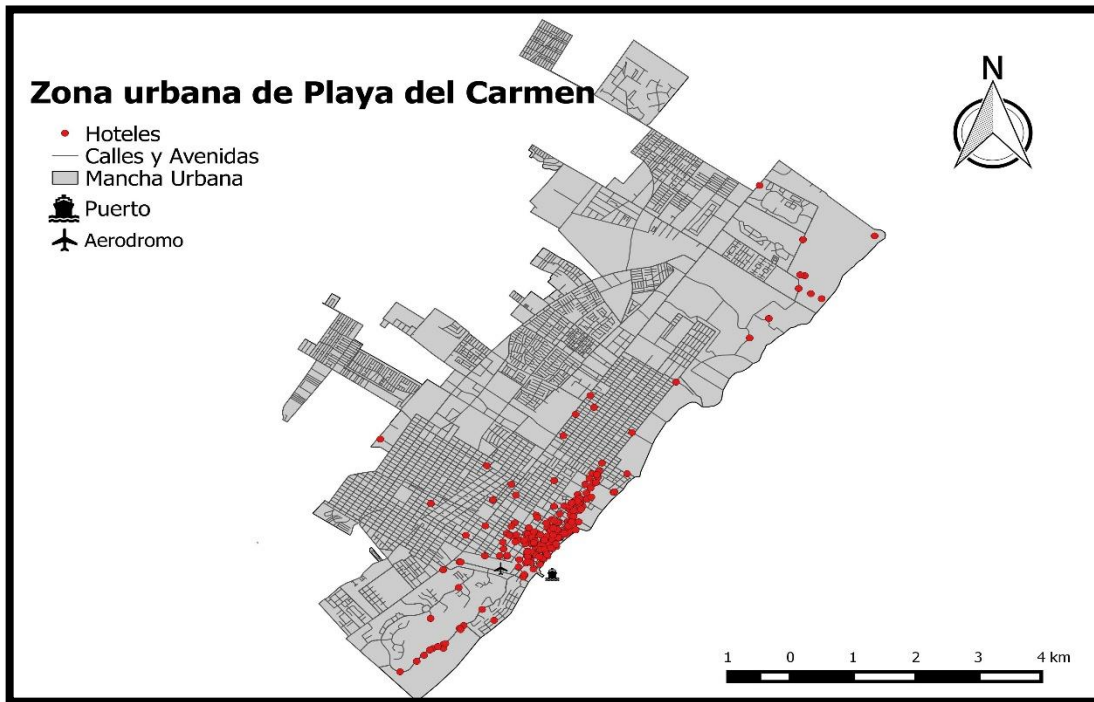 Zona urbana de Playa del Carmen
Hoteles
Calles y Avenidas
Mancha Urbana
Puerto
Aerodromo
N
1 0 1 2 3 4 km